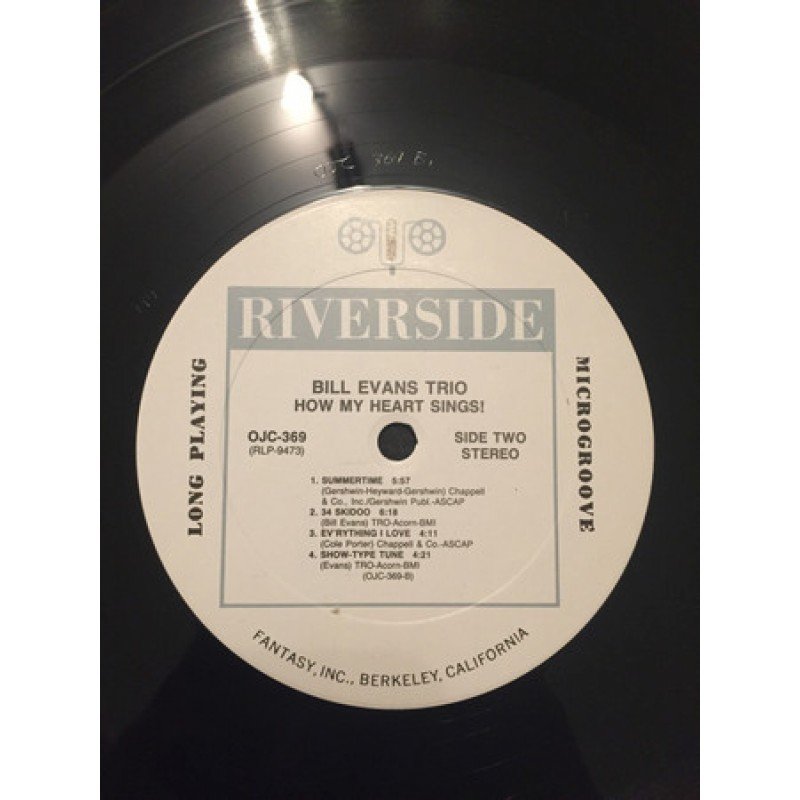 RIVERSIDE
LONG PLAYING
MICROGROOVE
BILL EVANS TRIO
HOW MY HEART SINGS!
OJC-369
(RLP-9473)
SIDE TWO
STEREO
1. SUMMERTIME 5:57
(Gershwin-Heyward-Gershwin) Chappell
& Co., Inc./Gershwin Publ.-ASCAP
2. 34 SKIDOO 6:18
(Bill Evans) TRO-Acorn-BMI
3. EV'RYTHING I LOVE 4:11
(Cole Porter) Chappell & Co.-ASCAP
4. SHOW-TYPE TUNE 4:21
(Evans) TRO-Acorn-BMI
(OJC-369-B)
FANTASY, INC., BERKELEY, CALIFORNIA